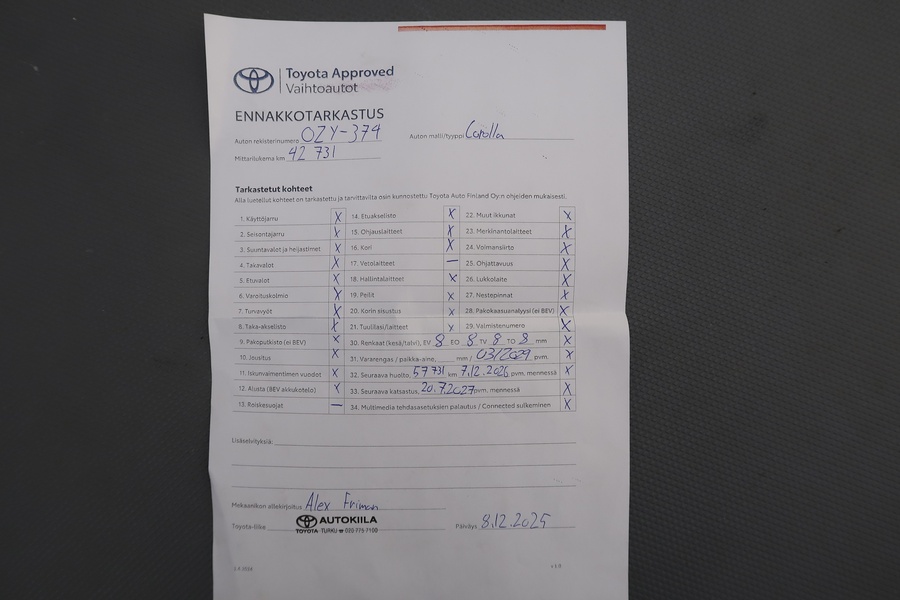 Toyota Approved
Vaihtoautot
ENNAKKOTARKASTUS
Auton rekisterinumero OZY-374 Auton malli/tyyppi Corolla
Mittarilukema km 42 731
Tarkastetut kohteet
Alla luetellut kohteet on tarkastettu ja tarvittavilta osin kunnostettu Toyota Auto Finland Oy:n ohjeiden mukaisesti.
1. Käyttöjarru X 14. Etuakselisto X 22. Muut ikkunat X
2. Seisontajarru X 15. Ohjauslaitteet X 23. Merkinantolaitteet X
3. Suuntavalot ja heijastimet X 16. Kori X 24. Voimansiirto X
4. Takavalot X 17. Vetolaitteet — 25. Ohjattavuus X
5. Etuvalot X 18. Hallintalaitteet X 26. Lukkolaite X
6. Varoituskolmio X 19. Peilit X 27. Nestepinnat X
7. Turvavyöt X 20. Korin sisustus X 28. Pakokaasuanalyysi (ei BEV) X
8. Taka-akselisto X 21. Tuulilasi/laitteet X 29. Valmistenumero X
9. Pakoputkisto (ei BEV) X 30. Renkaat (kesä/talvi), EV 8 EO 8 TV 8 TO 8 mm X
10. Jousitus X 31. Vararengas / paikka-aine, mm / 03/2029 pvm. X
11. Iskunvaimentimen vuodot X 32. Seuraava huolto, 57731 km 7.12.2026 pvm, mennessä X
12. Alusta (BEV akkukotelo) X 33. Seuraava katsastus, 20.7.2027 pvm, mennessä X
13. Roiskesuojat — 34. Multimedia tehdasasetuksien palautus / Connected sulkeminen X
Lisäselvityksiä:
Mekaanikon allekirjoitus Alex Friman
Toyota-liike AUTOKIILA Päiväys 8.12.2025
TOYOTA TURKU ☎ 020 775 7100